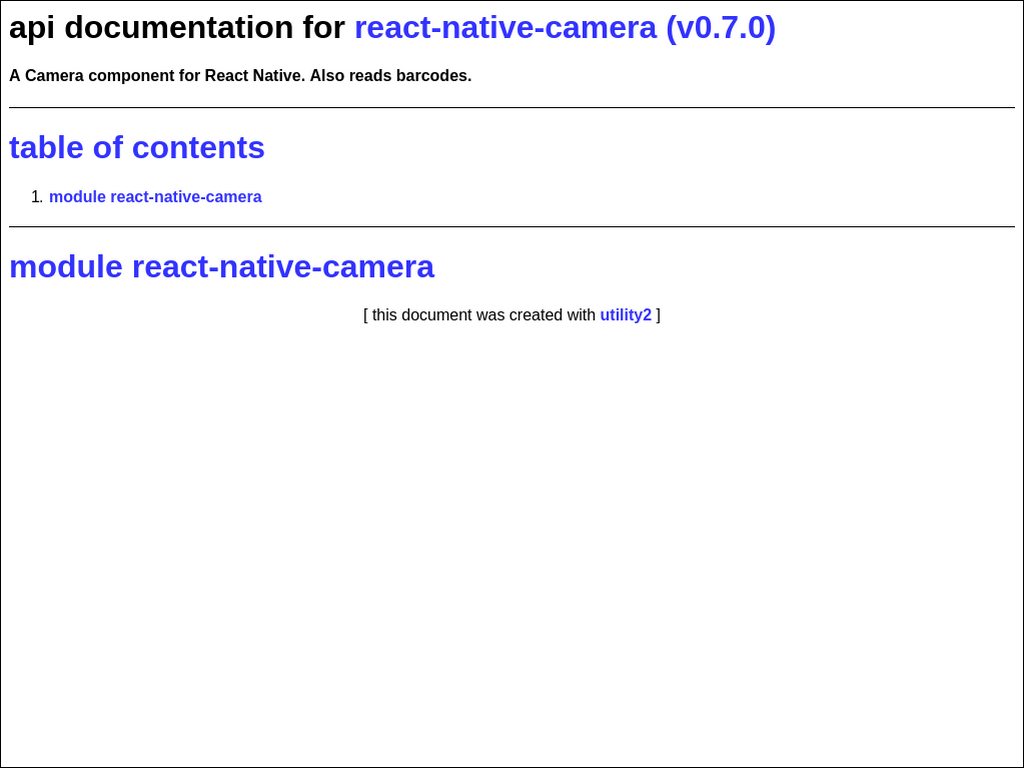 api documentation for react-native-camera (v0.7.0)
A Camera component for React Native. Also reads barcodes.
table of contents
1. module react-native-camera
module react-native-camera
[ this document was created with utility2 ]